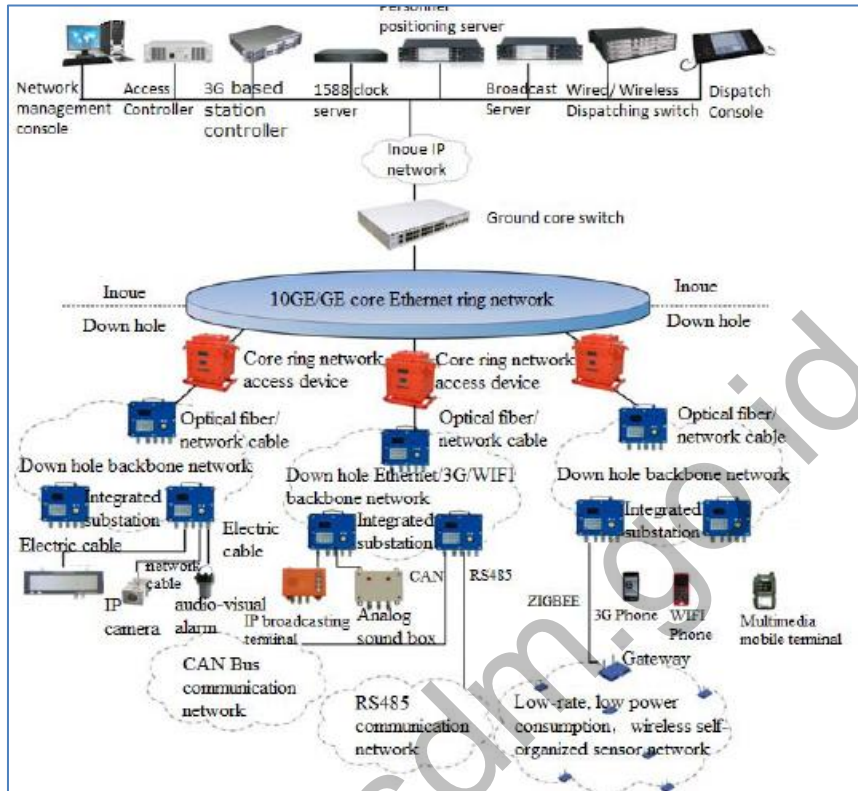 Personnel
positioning server
Network
management
console
Access
Controller
3G based
station
controller
1588 clock
server
Broadcast
Server
Wired/Wireless
Dispatching switch
Dispatch
Console
Inoue IP
network
Ground core switch
Inoue
10GE/GE core Ethernet ring network
Inoue
Down hole
Down hole
Core ring network
access device
Core ring network
access device
Optical fiber/
network cable
Optical fiber/
network cable
Optical fiber/
network cable
Down hole backbone network
Down hole Ethernet/3G/WIFI
backbone network
Down hole backbone network
Integrated
substation
Integrated
substation
Integrated
substation
Electric cable
Electric
cable
network
cable
IP
camera
audio-visual
alarm
CAN
RS485
IP broadcasting
terminal
Analog
sound box
ZIGBEE
3G Phone
WIFI
Phone
Multimedia
mobile terminal
Gateway
CAN Bus
communication
network
RS485
communication
network
Low-rate, low power
consumption, wireless self-
organized sensor network
sdm.go.id